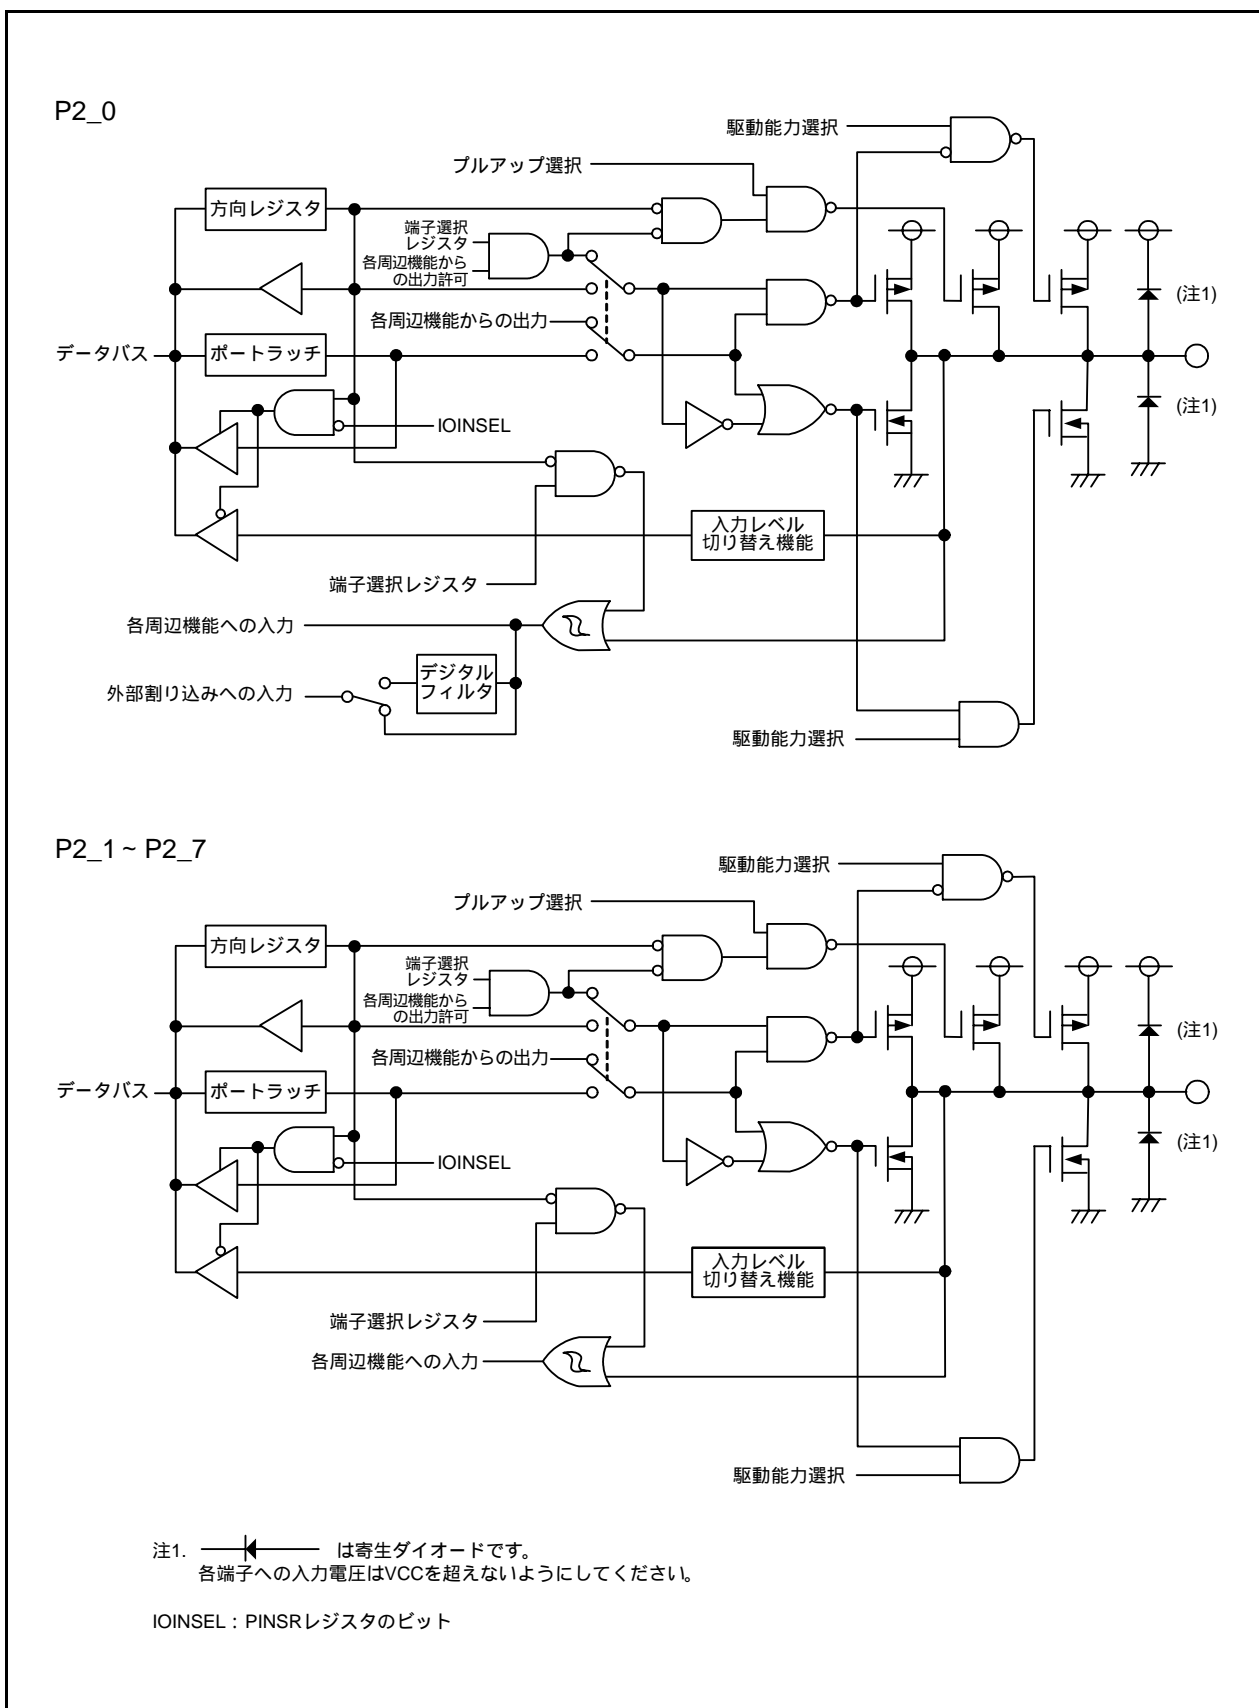 P2_0
駆動能力選択
プルアップ選択
方向レジスタ
端子選択
レジスタ
各周辺機能から
の出力許可
(注1)
各周辺機能からの出力
データバス
ポートラッチ
(注1)
IOINSEL
入力レベル
切り替え機能
端子選択レジスタ
各周辺機能への入力
デジタル
フィルタ
外部割り込みへの入力
駆動能力選択
P2_1 ~ P2_7
駆動能力選択
プルアップ選択
方向レジスタ
端子選択
レジスタ
各周辺機能から
の出力許可
(注1)
各周辺機能からの出力
データバス
ポートラッチ
(注1)
IOINSEL
入力レベル
切り替え機能
端子選択レジスタ
各周辺機能への入力
駆動能力選択
注1. は寄生ダイオードです。
各端子への入力電圧はVCCを超えないようにしてください。
IOINSEL : PINSRレジスタのビット